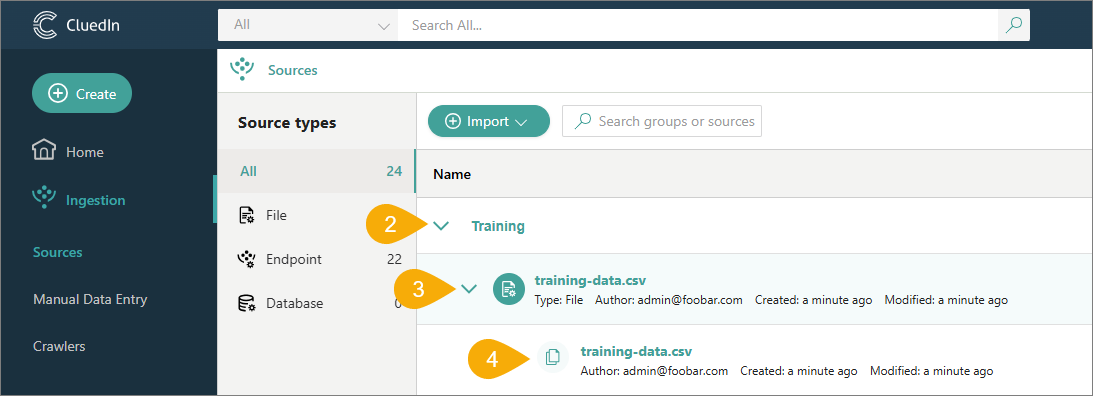 CluedIn
All
Search All...
Create
Home
Ingestion
Sources
Manual Data Entry
Crawlers
Sources
Source types
All 24
File
Endpoint 22
Database
Import
Search groups or sources
Name
2
Training
3
training-data.csv
Type: File Author: admin@foobar.com Created: a minute ago Modified: a minute ago
4
training-data.csv
Author: admin@foobar.com Created: a minute ago Modified: a minute ago